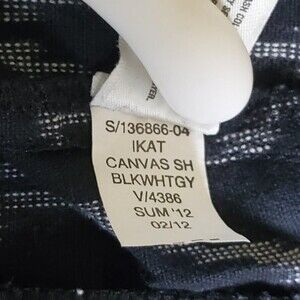 S/136866-04
IKAT
CANVAS SH
BLKWHTGY
V/4386
SUM '12
02/12